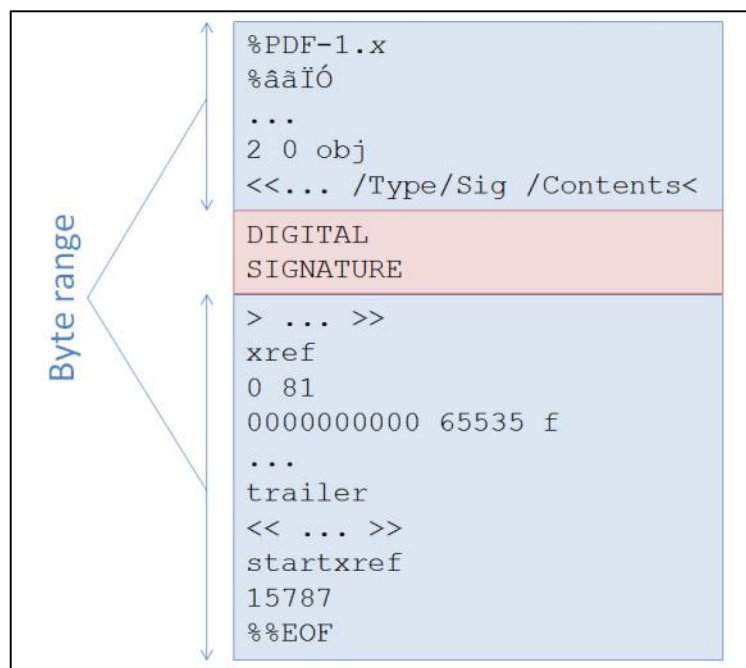 Byte range
%PDF-1.x
%âãÏÓ
...
2 0 obj
<<... /Type/Sig /Contents<
DIGITAL
SIGNATURE
> ... >>
xref
0 81
0000000000 65535 f
...
trailer
<< ... >>
startxref
15787
%%EOF